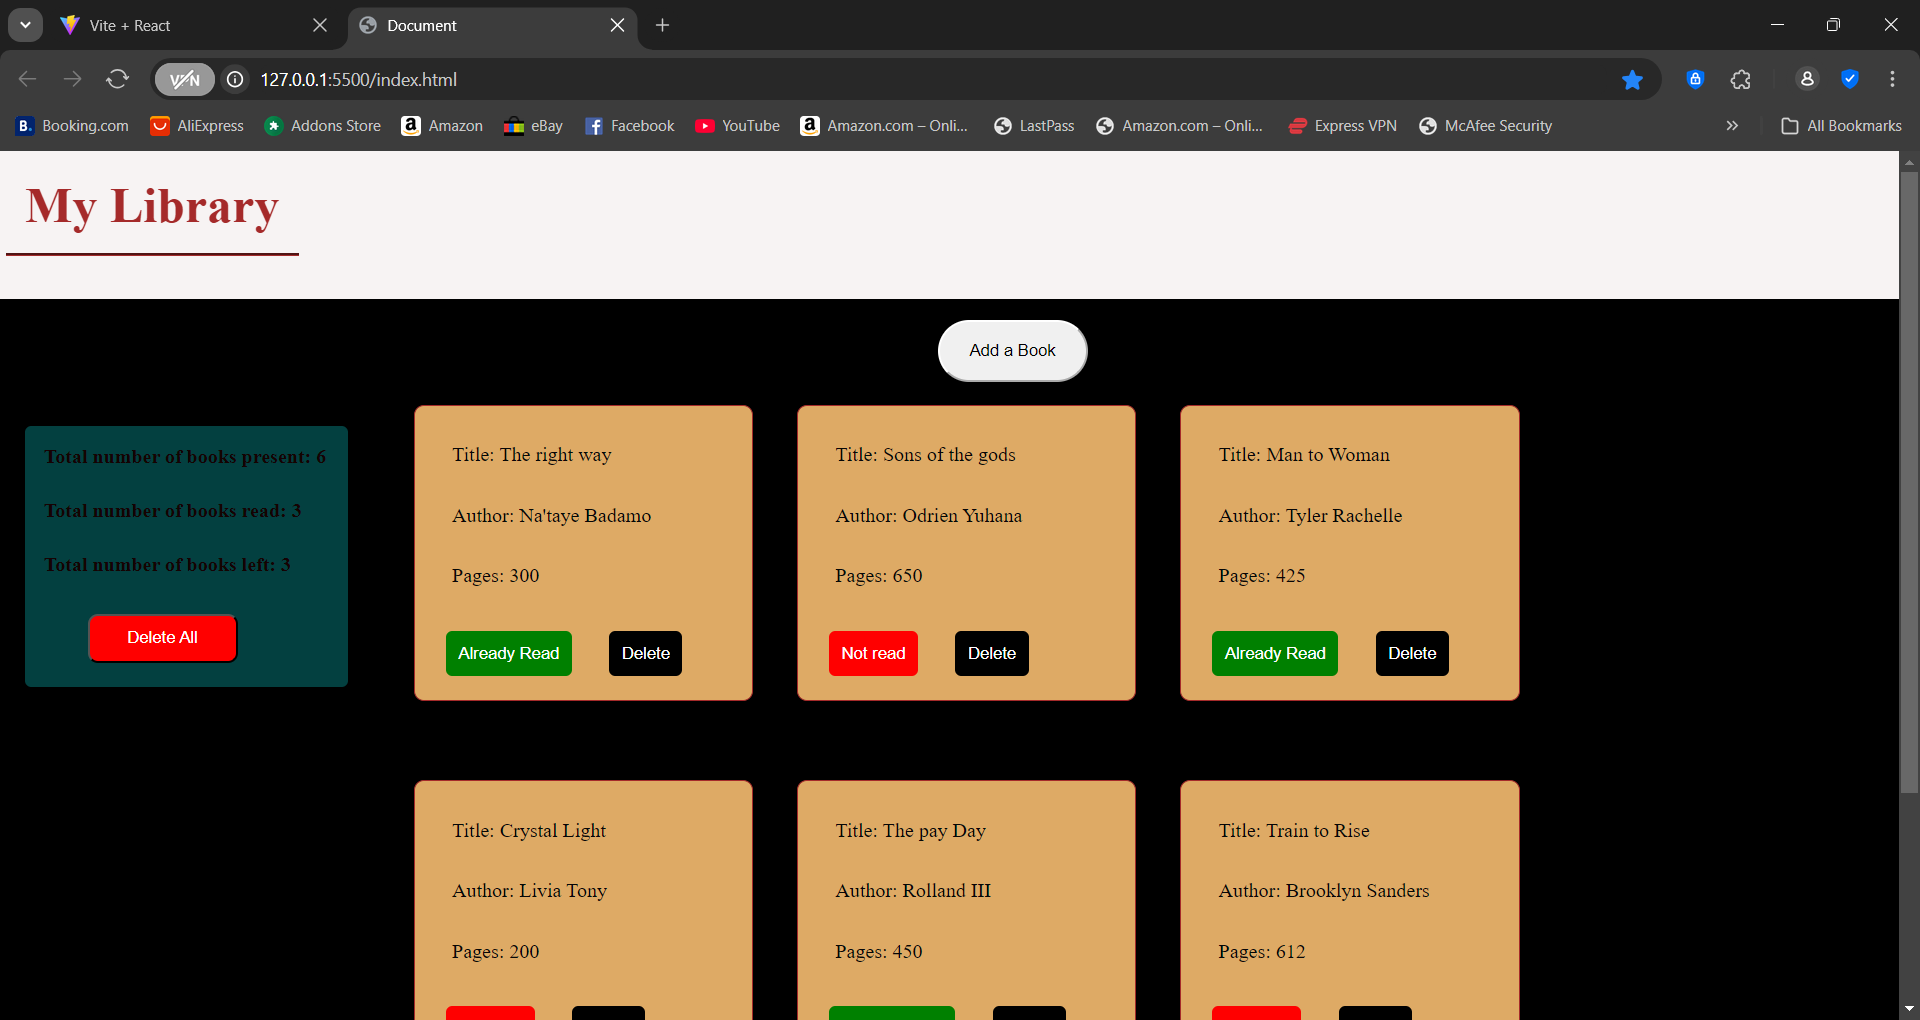 Vite + React
Document
VPN
127.0.0.1:5500/index.html
B. Booking.com
AliExpress
Addons Store
a Amazon
eBay
f Facebook
YouTube
a Amazon.com – Onli...
LastPass
Amazon.com – Onli...
Express VPN
McAfee Security
All Bookmarks
My Library
Add a Book
Total number of books present: 6
Total number of books read: 3
Total number of books left: 3
Delete All
Title: The right way
Author: Na'taye Badamo
Pages: 300
Already Read
Delete
Title: Sons of the gods
Author: Odrien Yuhana
Pages: 650
Not read
Delete
Title: Man to Woman
Author: Tyler Rachelle
Pages: 425
Already Read
Delete
Title: Crystal Light
Author: Livia Tony
Pages: 200
Title: The pay Day
Author: Rolland III
Pages: 450
Title: Train to Rise
Author: Brooklyn Sanders
Pages: 612